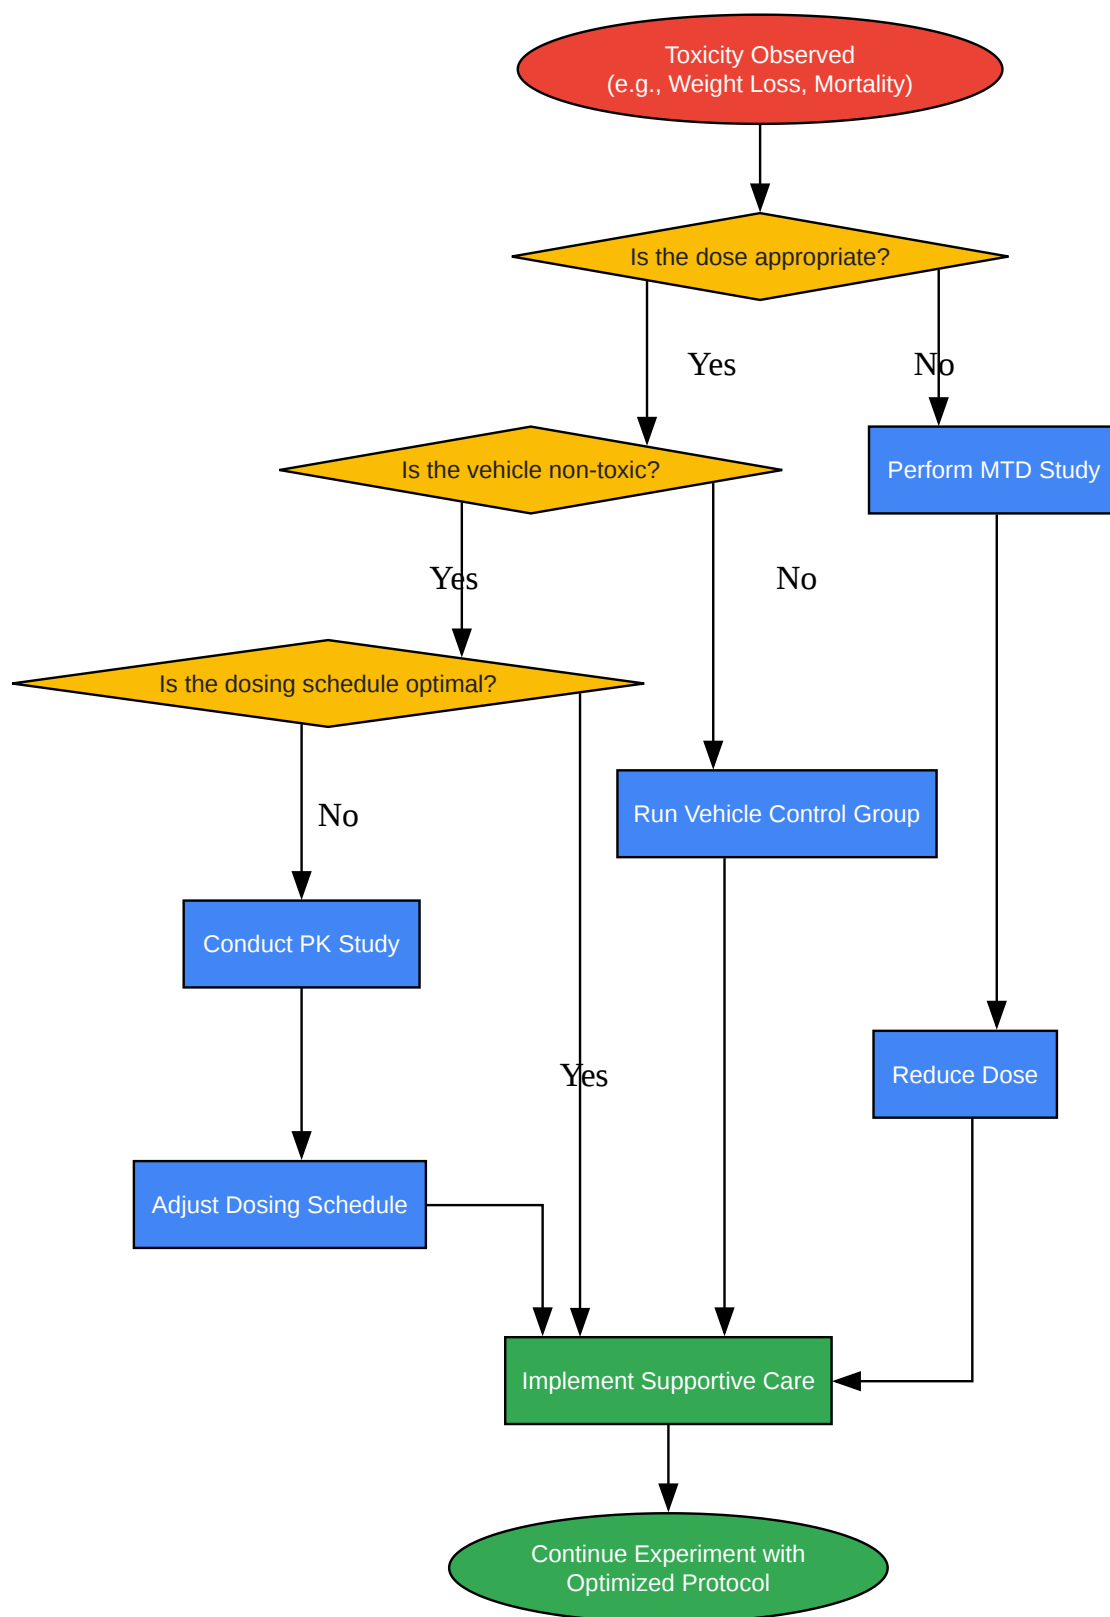 Toxicity Observed
(e.g., Weight Loss, Mortality)
Is the dose appropriate?
Yes
No
Is the vehicle non-toxic?
Perform MTD Study
Yes
No
Is the dosing schedule optimal?
No
Run Vehicle Control Group
Conduct PK Study
Yes
Reduce Dose
Adjust Dosing Schedule
Implement Supportive Care
Continue Experiment with
Optimized Protocol